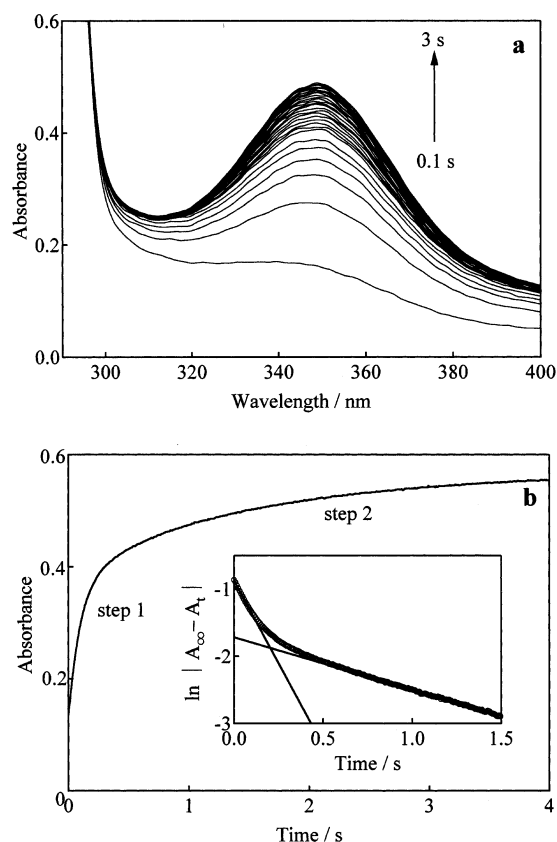 0.6
a
3 s
0.1 s
0.4
0.2
0.0
Absorbance
300
320
340
360
380
400
Wavelength / nm
0.6
b
step 2
step 1
0.4
0.2
0
Absorbance
ln | A∞– At |
-1
-2
-3
0.0
0.5
1.0
1.5
Time / s
0
1
2
3
4
Time / s